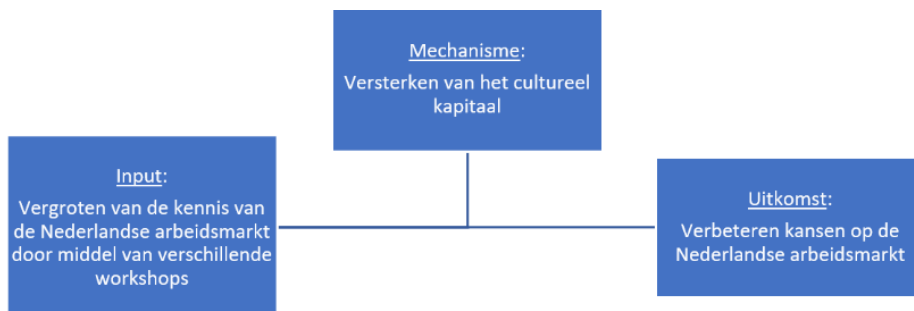 Mechanisme:
Versterken van het cultureel
kapitaal
Input:
Vergroten van de kennis van
de Nederlandse arbeidsmarkt
door middel van verschillende
workshops
Uitkomst:
Verbeteren kansen op de
Nederlandse arbeidsmarkt